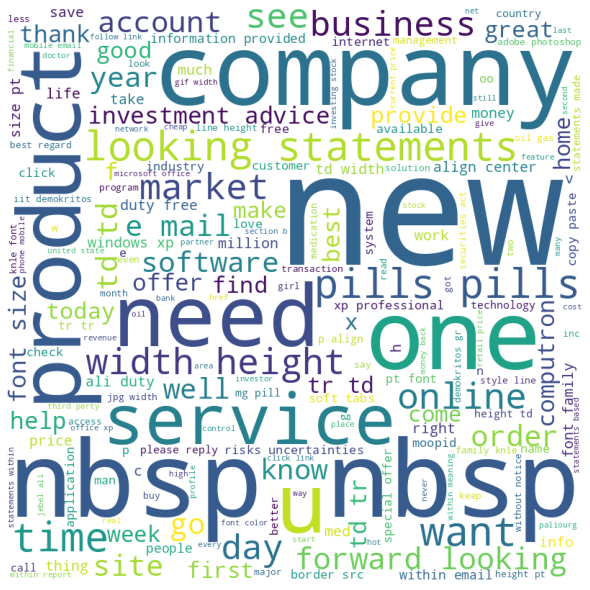 less save account see business great net country last
thank good year follow link information provided internet management adobe photoshop
mobile email doctor look much gif width oo
financial size pt life take company
product investment advice provide money still second
best regard network cheap line height free available current price give oil gas statements made
looking statements home
click f industry customer td width solution align center feature
iit demokritos microsoft office program market new
w duty free make love best stock v
td td e mail section b medication system work securities act two many copy paste
knle font phone mobile windows xp partner million
united state even software transaction read
font size today month offer find girl got pills pills
tr tr bank href xp professional technology cost
oil need x one computron inc
check revenue width height p align h retail price
ali duty area well tr td pt font style line
jpg width investor mg pill say soft tabs money back demokritos gr font family height td
help third party access service online come
price office xp control g place right order statements based
p please reply risks uncertainties click link moopid family knle name
statements within jebel ali application man c high profile know td tr special offer within meaning without notice
nbsp u nbsp
buy better way med never keep paliourg
time week real go want
people font color every start hot info
thing site day first major forward looking
call within report border src within email height pt